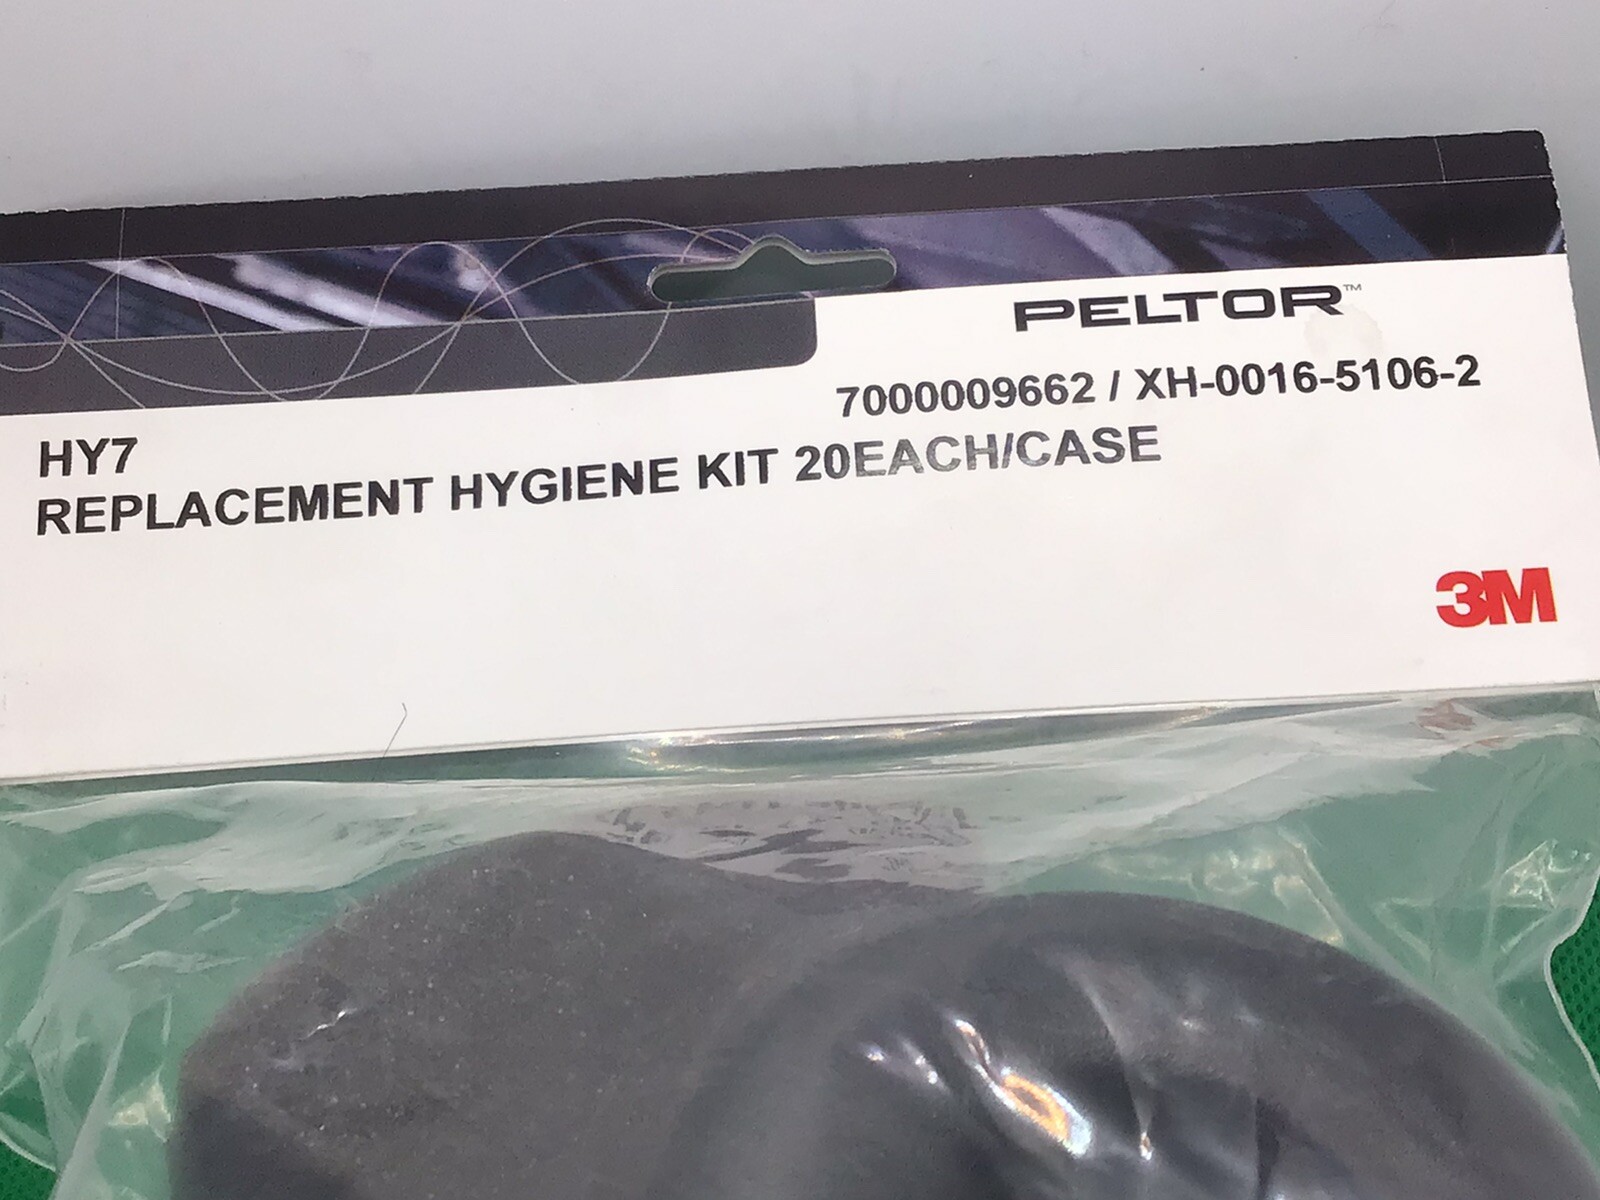 PELTOR™
7000009662 / XH-0016-5106-2
HY7
REPLACEMENT HYGIENE KIT 20EACH/CASE
3M